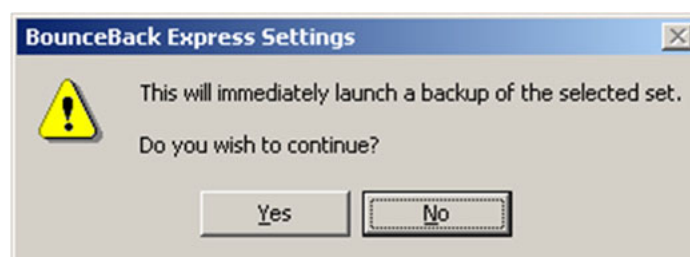 BounceBack Express Settings
This will immediately launch a backup of the selected set.
Do you wish to continue?
Yes No